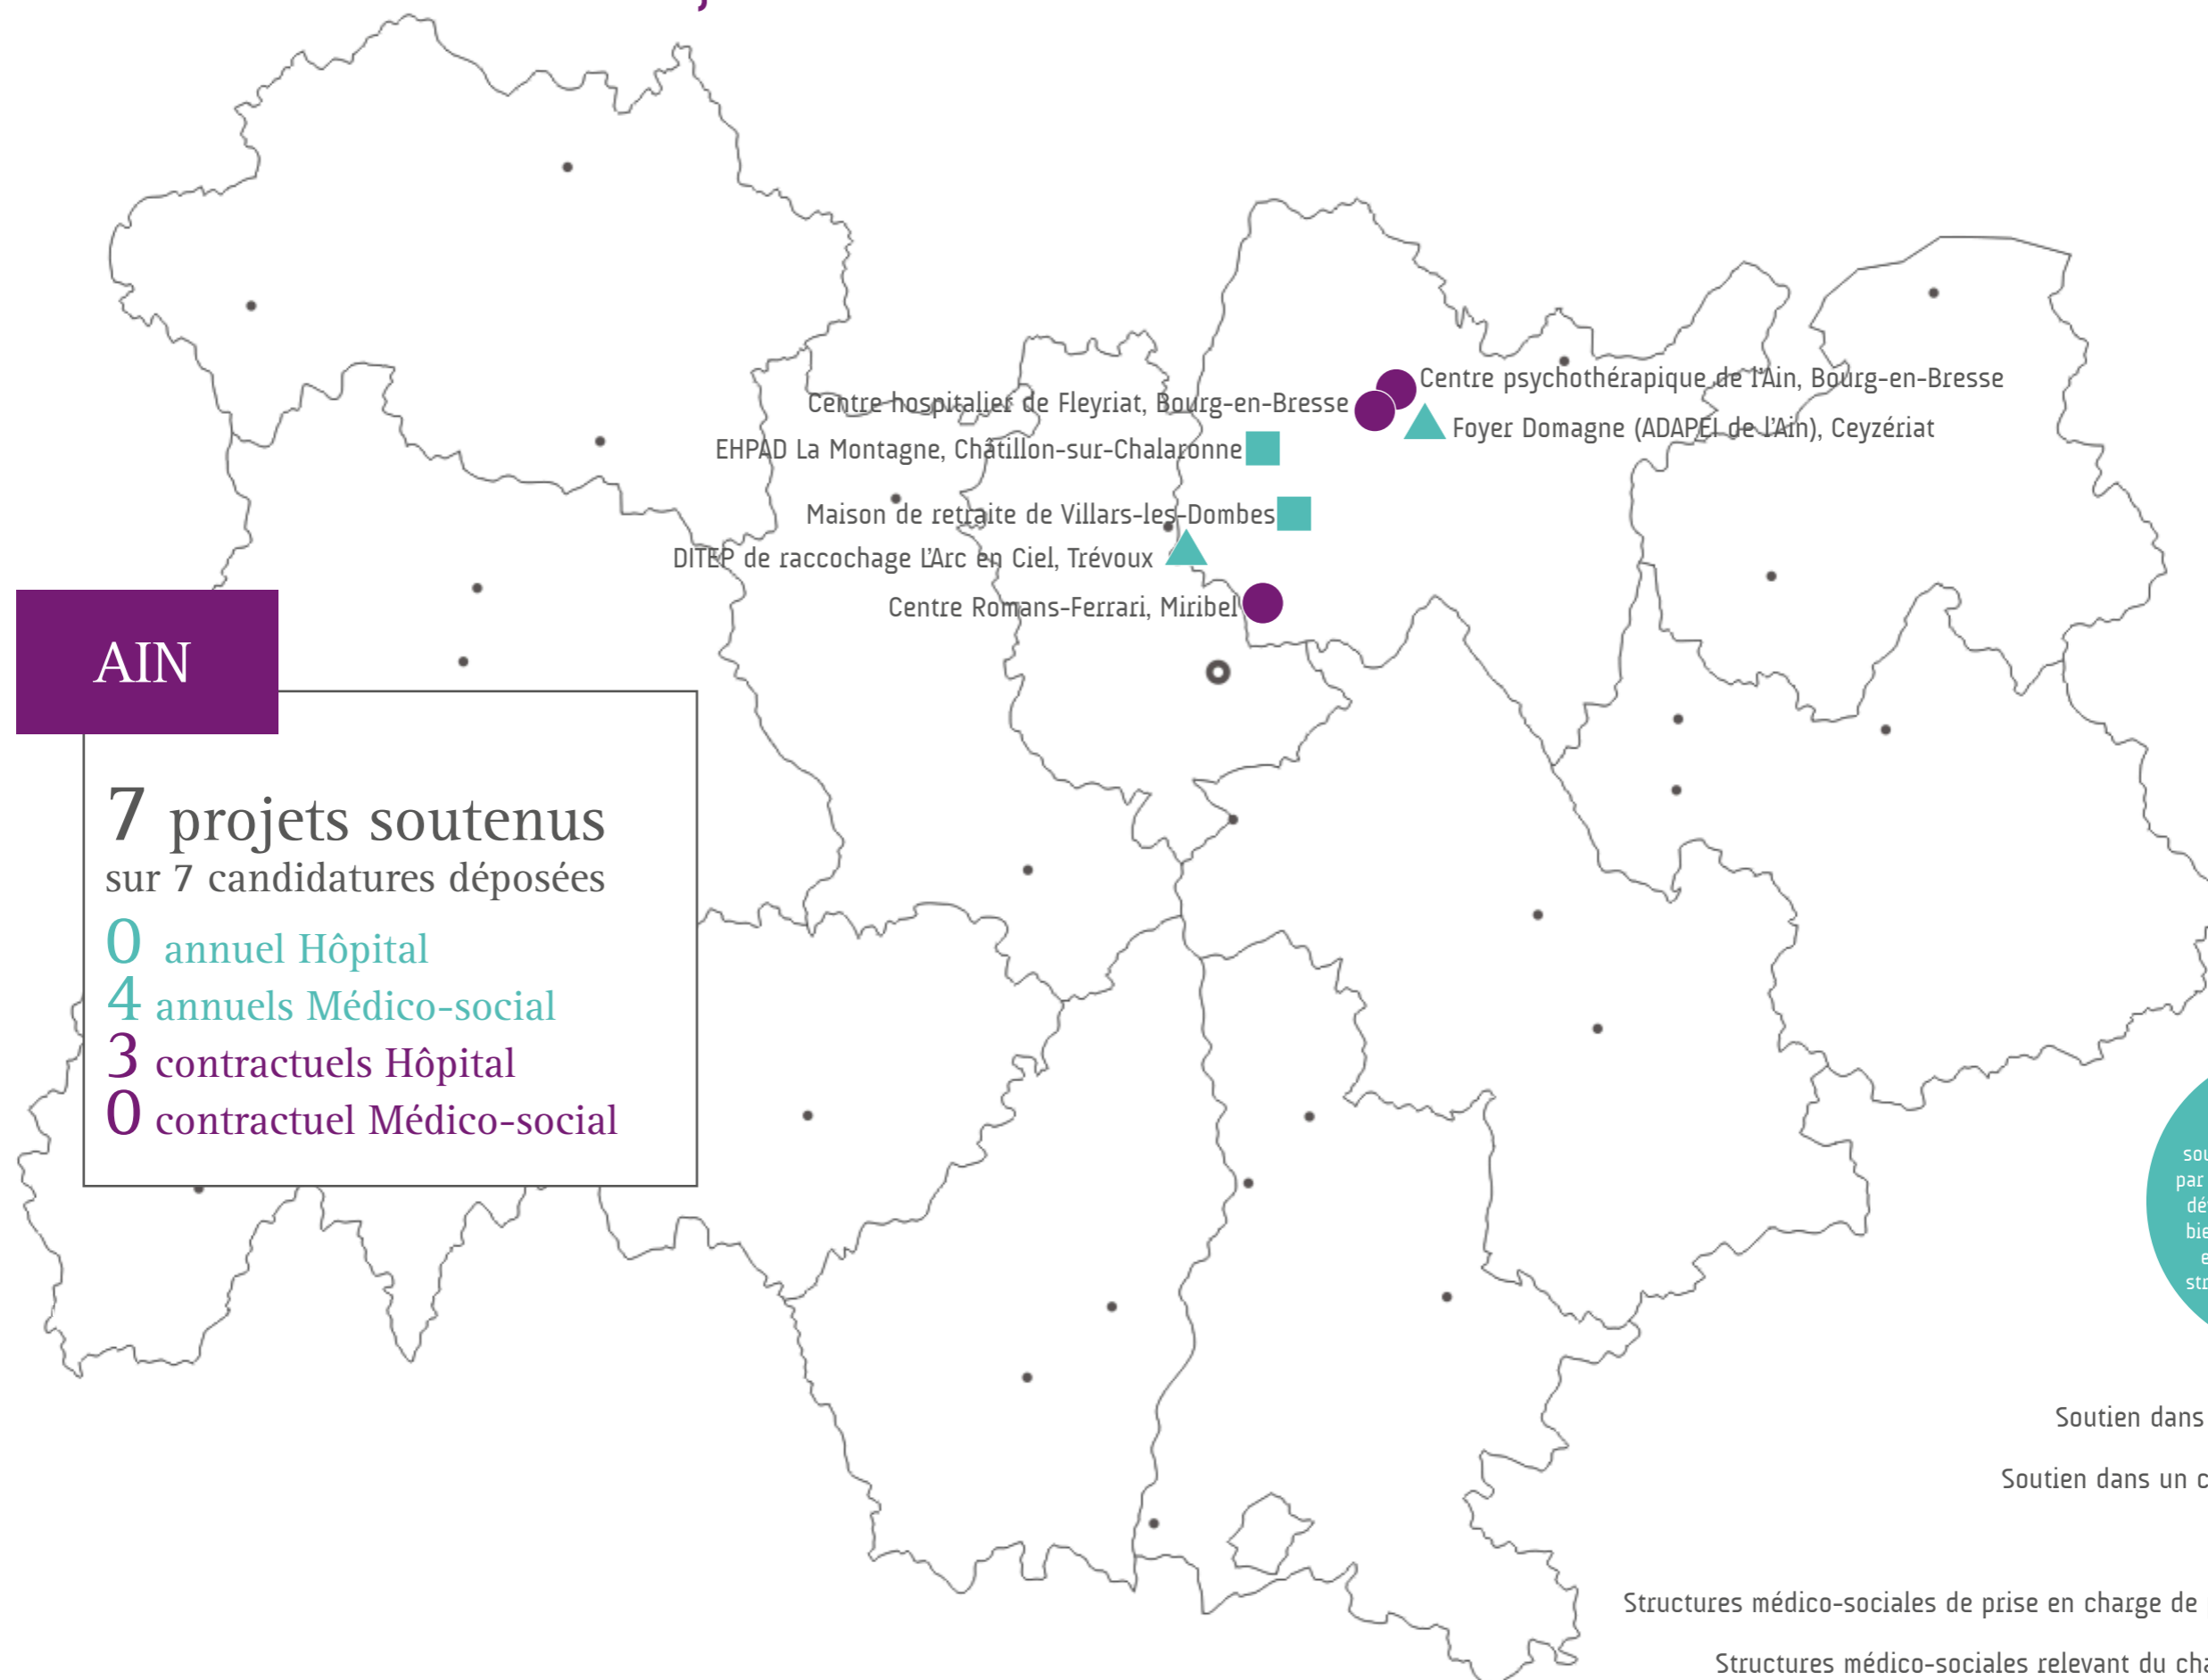 Centre psychothérapique de l'Ain, Bourg-en-Bresse
Centre hospitalier de Fleyriat, Bourg-en-Bresse
Foyer Domagne (ADAPEI de l'Ain), Ceyzériat
EHPAD La Montagne, Châtillon-sur-Chalaronne
Maison de retraite de Villars-les-Dombes
DITEP de raccochage L'Arc en Ciel, Trévoux
Centre Romans-Ferrari, Miribel
AIN
7 projets soutenus
sur 7 candidatures déposées
0 annuel Hôpital
4 annuels Médico-social
3 contractuels Hôpital
0 contractuel Médico-social
par
Soutien dans
Soutien dans un
Structures médico-sociales de prise en charge de
Structures médico-sociales relevant du